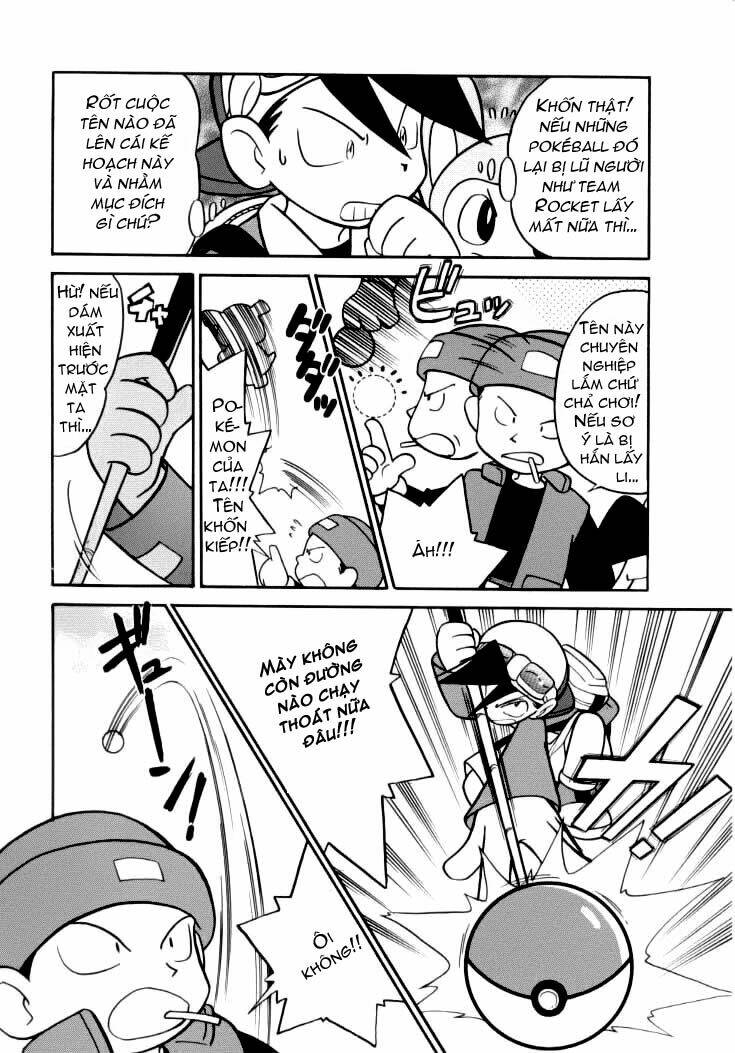 KHỐN THẬT!
NẾU NHỮNG
POKÉBALL ĐÓ
LẠI BỊ LŨ NGƯỜI
NHƯ TEAM
ROCKET LẤY
MẤT NỮA THÌ...
RỐT CUỘC
TÊN NÀO ĐÃ
LÊN CÁI KẾ
HOẠCH NÀY
VÀ NHẰM
MỤC ĐÍCH
GÌ CHỨ?
ビュッ
TÊN NÀY
CHUYÊN
NGHIỆP
LẮM CHỨ
CHẢ CHƠI!
NẾU SƠ
Ý LÀ BỊ
HẮN LẤY
LI...
ÁH!!!
PO-
KÉ-
MON
CỦA
TA!!!
TÊN
KHỐN
KIẾP!!
HỪ! NẾU
DÁM
XUẤT
HIỆN
TRƯỚC
MẶT
TA
THÌ...
MÀY KHÔNG
CÒN ĐƯỜNG
NÀO CHẠY
THOÁT NỮA
ĐÂU!!!
ÔI
KHÔNG!!